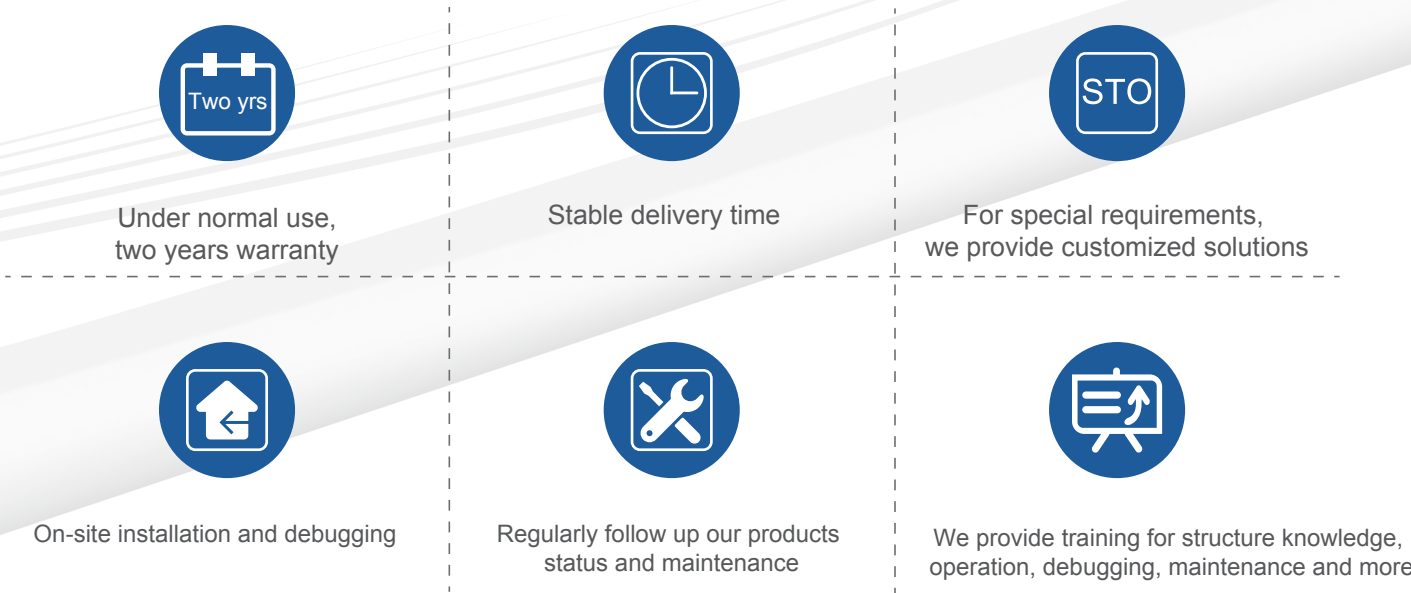 Two yrs
Under normal use,
two years warranty
Stable delivery time
STO
For special requirements,
we provide customized solutions
On-site installation and debugging
Regularly follow up our products
status and maintenance
We provide training for structure knowledge,
operation, debugging, maintenance and more